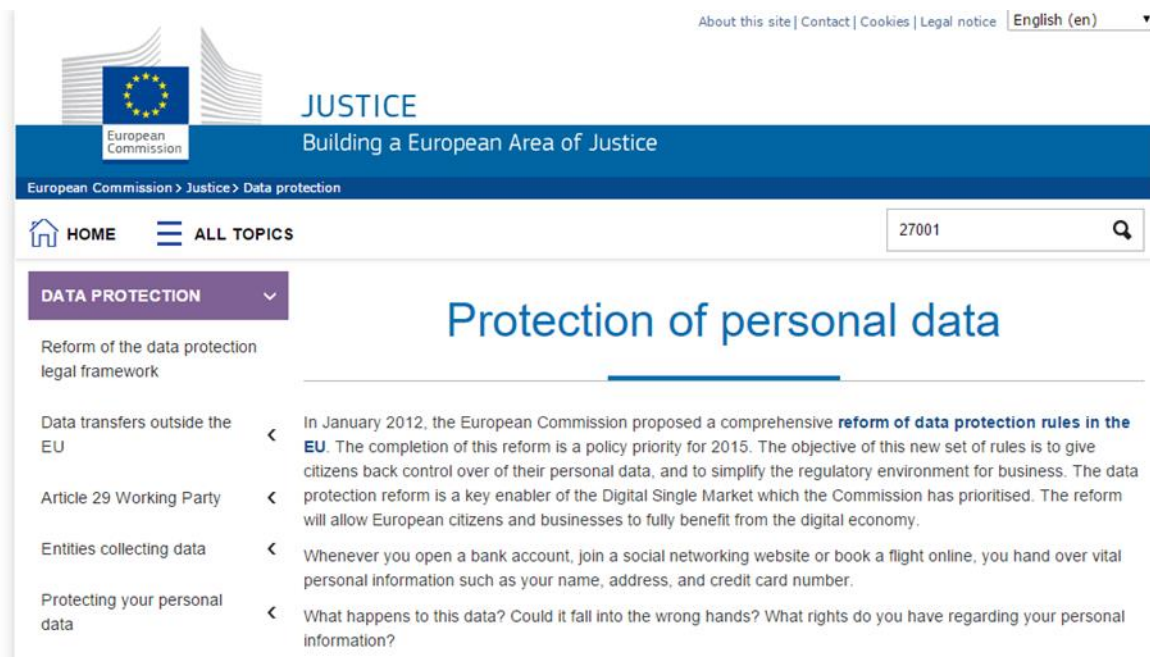 About this site | Contact | Cookies | Legal notice English (en)
European
Commission
JUSTICE
Building a European Area of Justice
European Commission > Justice > Data protection
HOME
ALL TOPICS
27001
DATA PROTECTION
Reform of the data protection
legal framework
Data transfers outside the
EU
Article 29 Working Party
Entities collecting data
Protecting your personal
data
Protection of personal data
In January 2012, the European Commission proposed a comprehensive reform of data protection rules in the
EU. The completion of this reform is a policy priority for 2015. The objective of this new set of rules is to give
citizens back control over of their personal data, and to simplify the regulatory environment for business. The data
protection reform is a key enabler of the Digital Single Market which the Commission has prioritised. The reform
will allow European citizens and businesses to fully benefit from the digital economy.
Whenever you open a bank account, join a social networking website or book a flight online, you hand over vital
personal information such as your name, address, and credit card number.
What happens to this data? Could it fall into the wrong hands? What rights do you have regarding your personal
information?